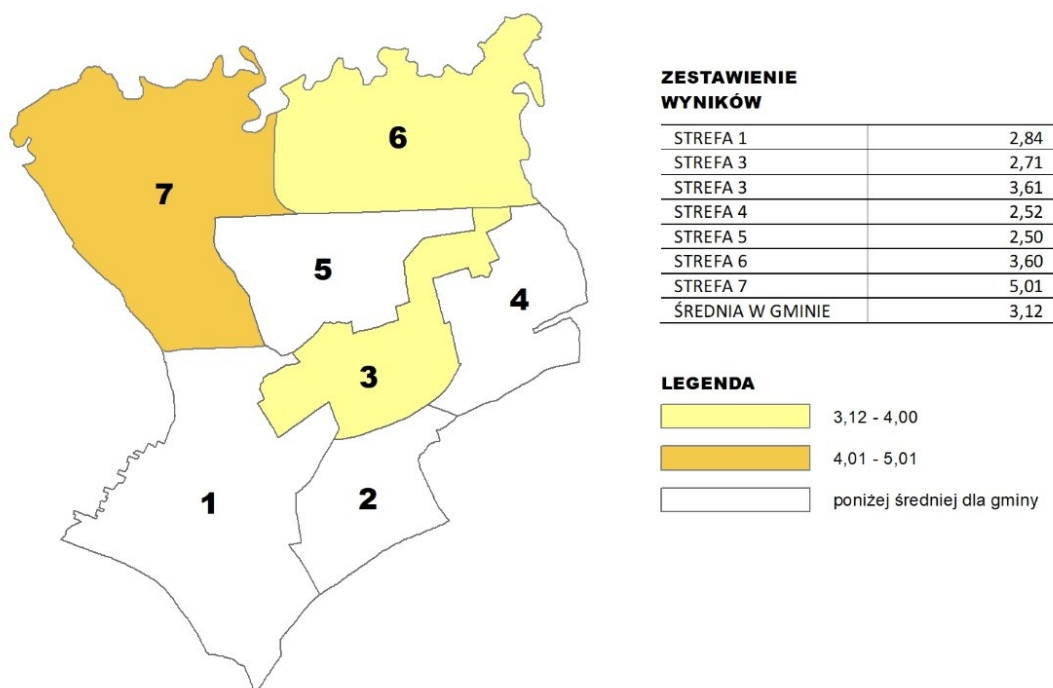 6
7
5
4
3
1
2
ZESTAWIENIE
WYNIKÓW
STREFA 1 2,84
STREFA 3 2,71
STREFA 3 3,61
STREFA 4 2,52
STREFA 5 2,50
STREFA 6 3,60
STREFA 7 5,01
ŚREDNIA W GMINIE 3,12
LEGENDA
3,12 - 4,00
4,01 - 5,01
poniżej średniej dla gminy